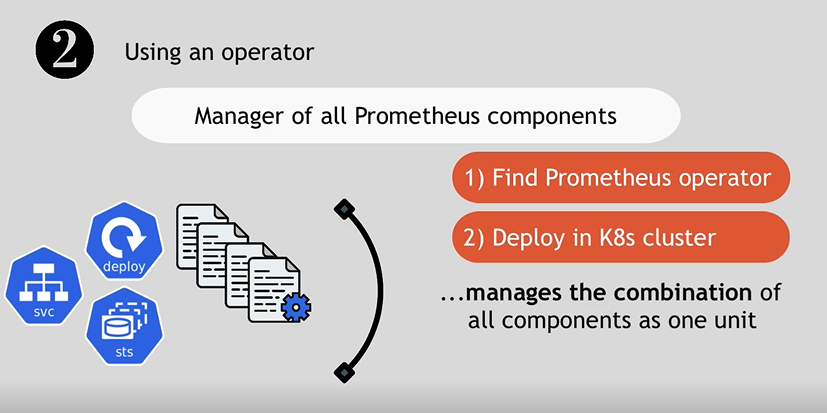 2
Using an operator
Manager of all Prometheus components
1) Find Prometheus operator
2) Deploy in K8s cluster
...manages the combination of
all components as one unit
deploy
svc
sts